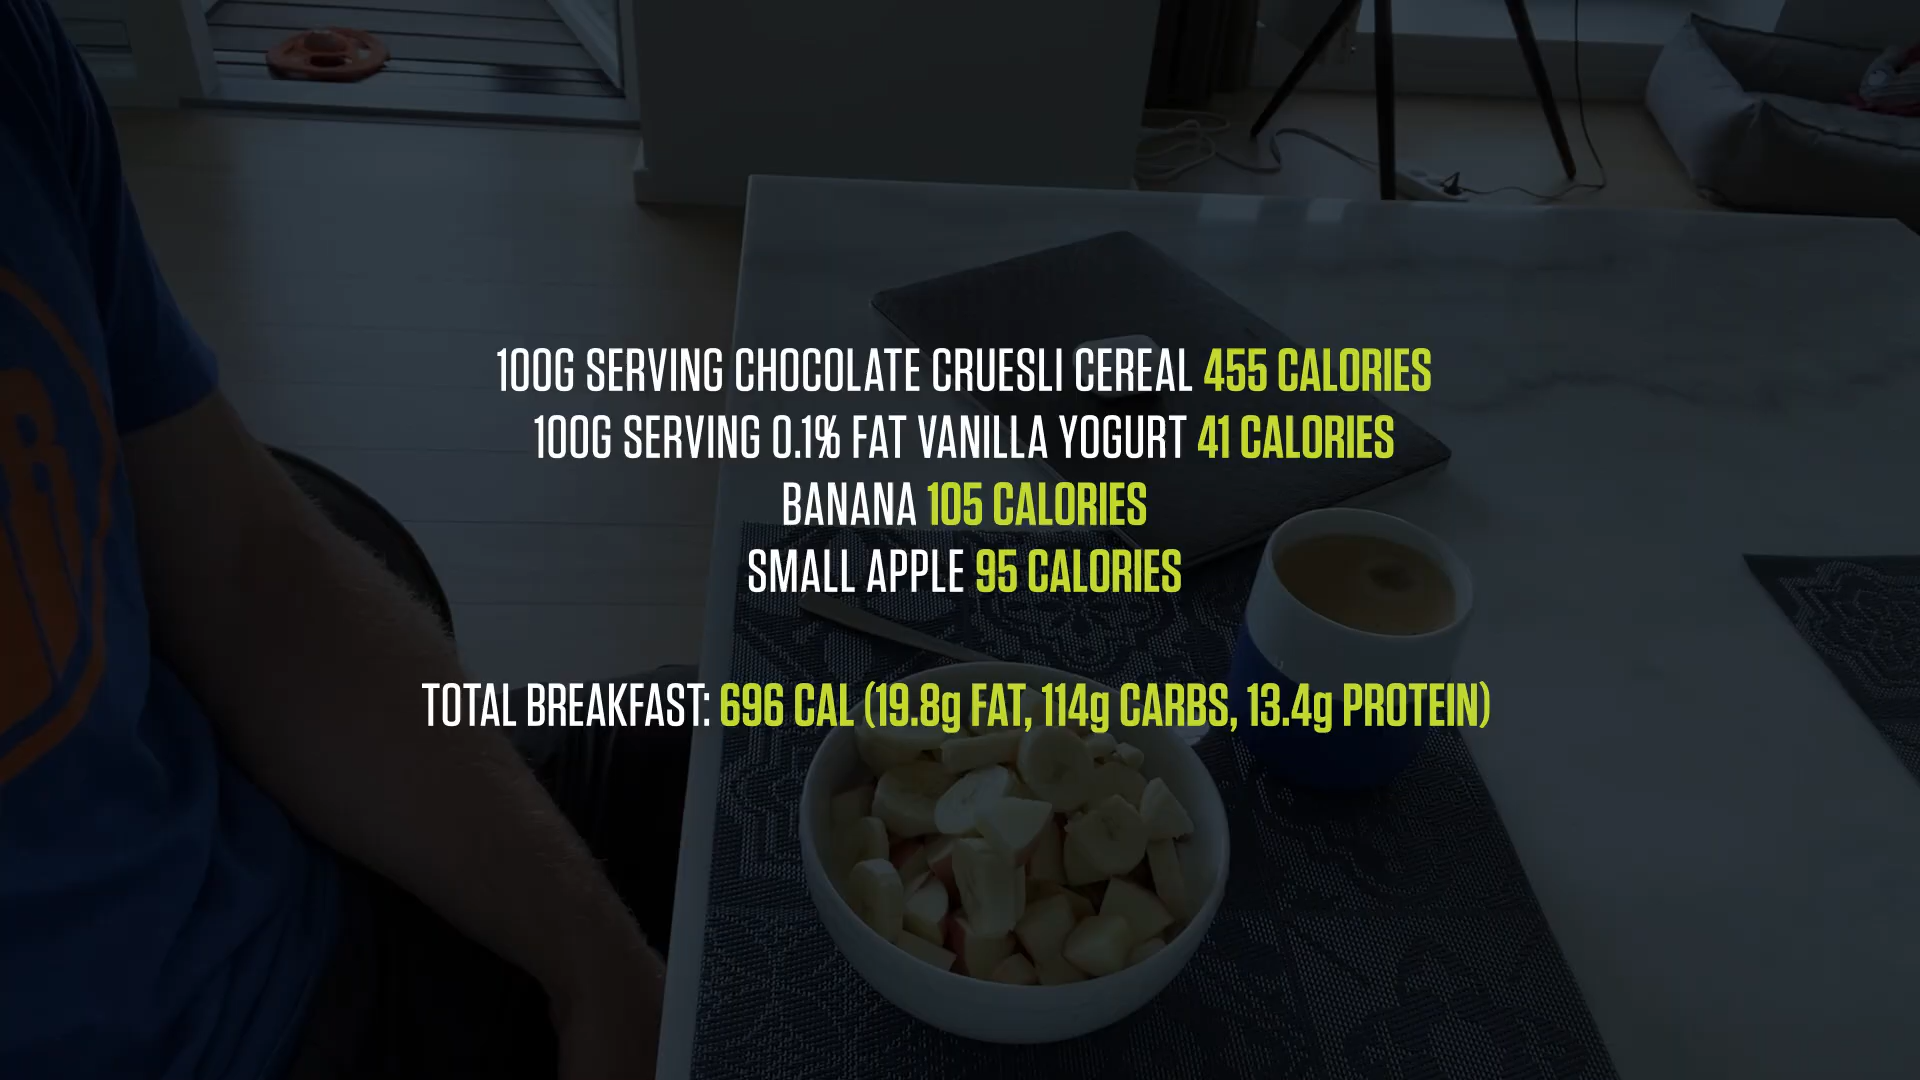 100G SERVING CHOCOLATE CRUESLI CEREAL 455 CALORIES
100G SERVING 0.1% FAT VANILLA YOGURT 41 CALORIES
BANANA 105 CALORIES
SMALL APPLE 95 CALORIES
TOTAL BREAKFAST: 696 CAL (19.8g FAT, 114g CARBS, 13.4g PROTEIN)